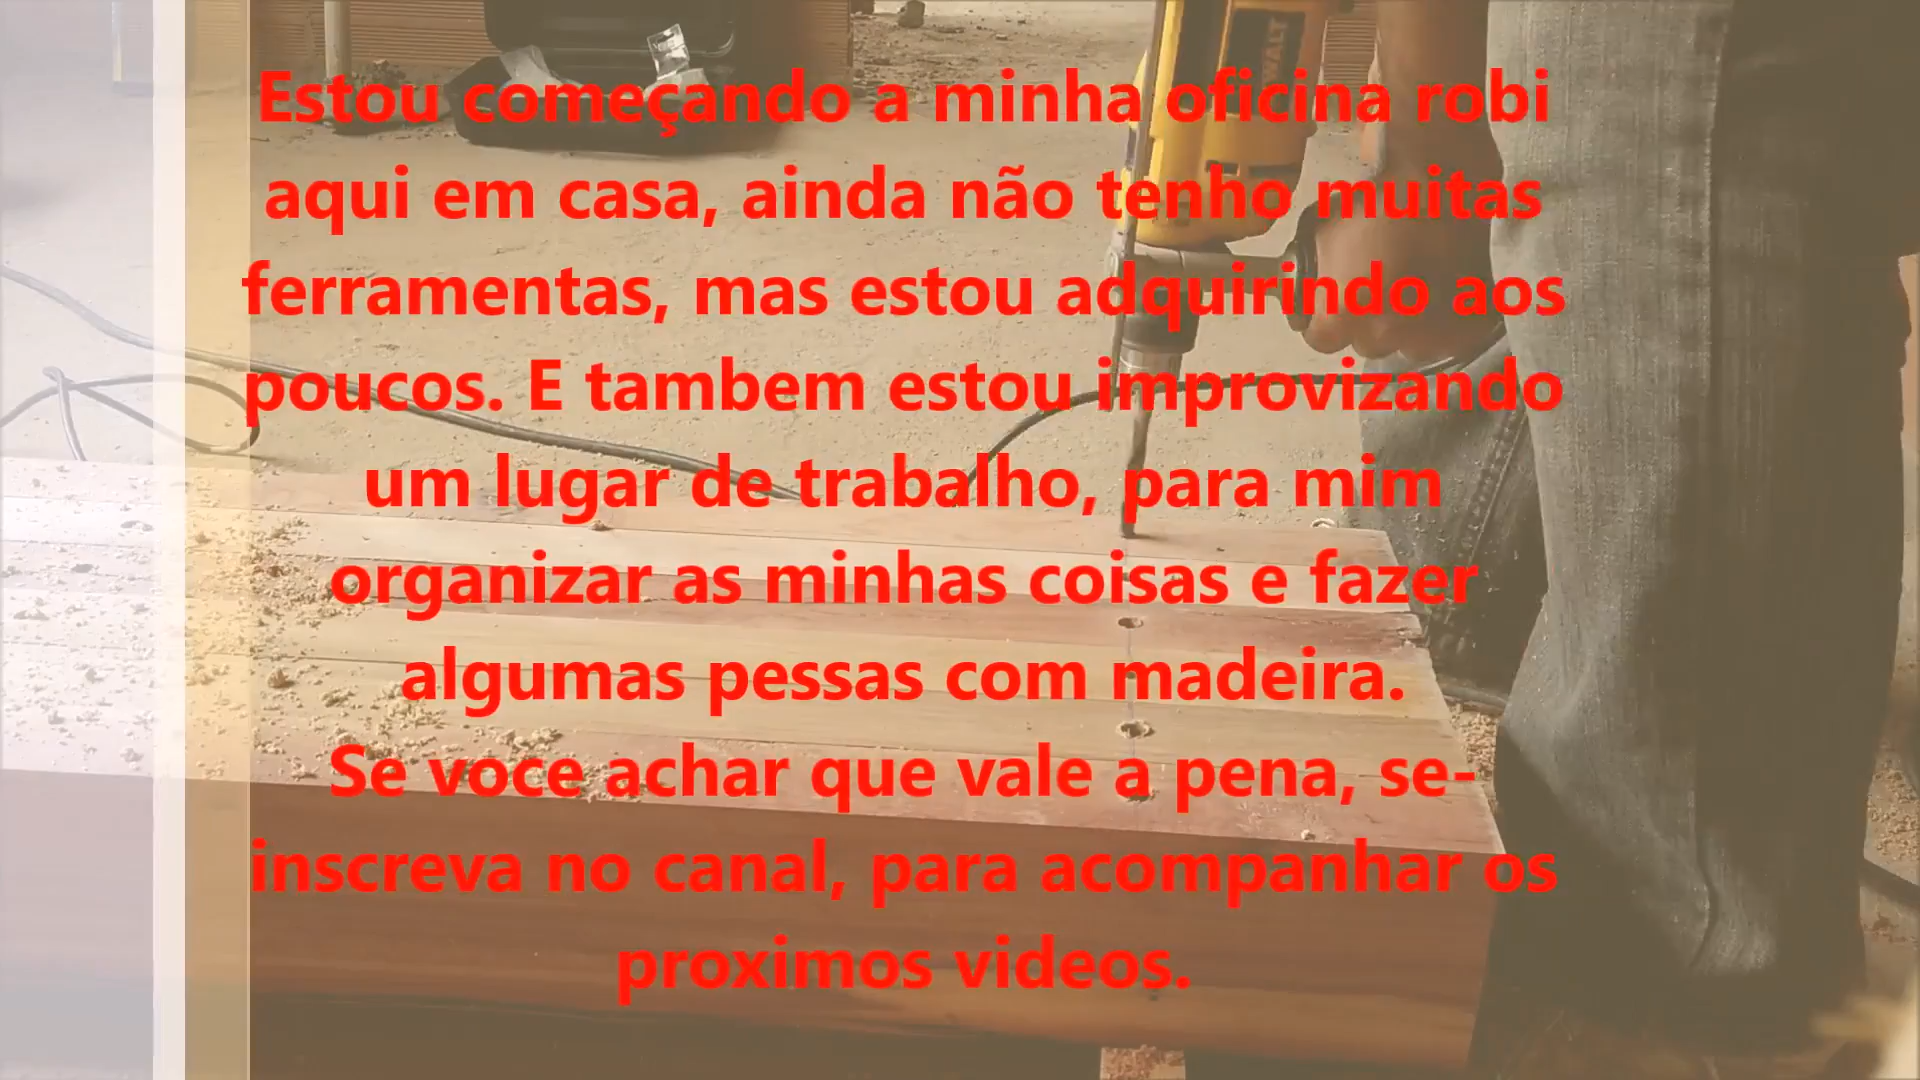 Estou começando a minha oficina robi
aqui em casa, ainda não tenho muitas
ferramentas, mas estou adquirindo aos
poucos. E tambem estou improvizando
um lugar de trabalho, para mim
organizar as minhas coisas e fazer
algumas pessas com madeira.
Se voce achar que vale a pena, se-
inscreva no canal, para acompanhar os
proximos videos.